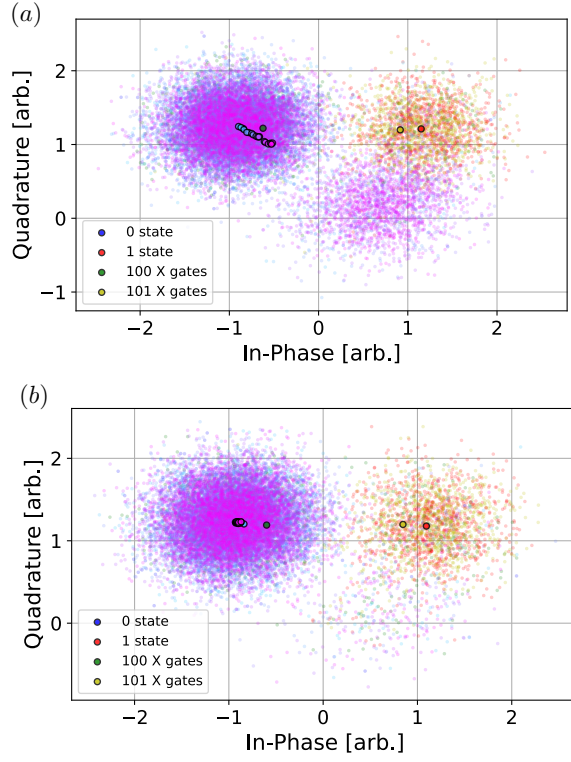 (a)
Quadrature [arb.]
2
1
0
−1
0 state
1 state
100 X gates
101 X gates
−2 −1 0 1 2
In-Phase [arb.]
(b)
Quadrature [arb.]
2
1
0
0 state
1 state
100 X gates
101 X gates
−2 −1 0 1 2
In-Phase [arb.]